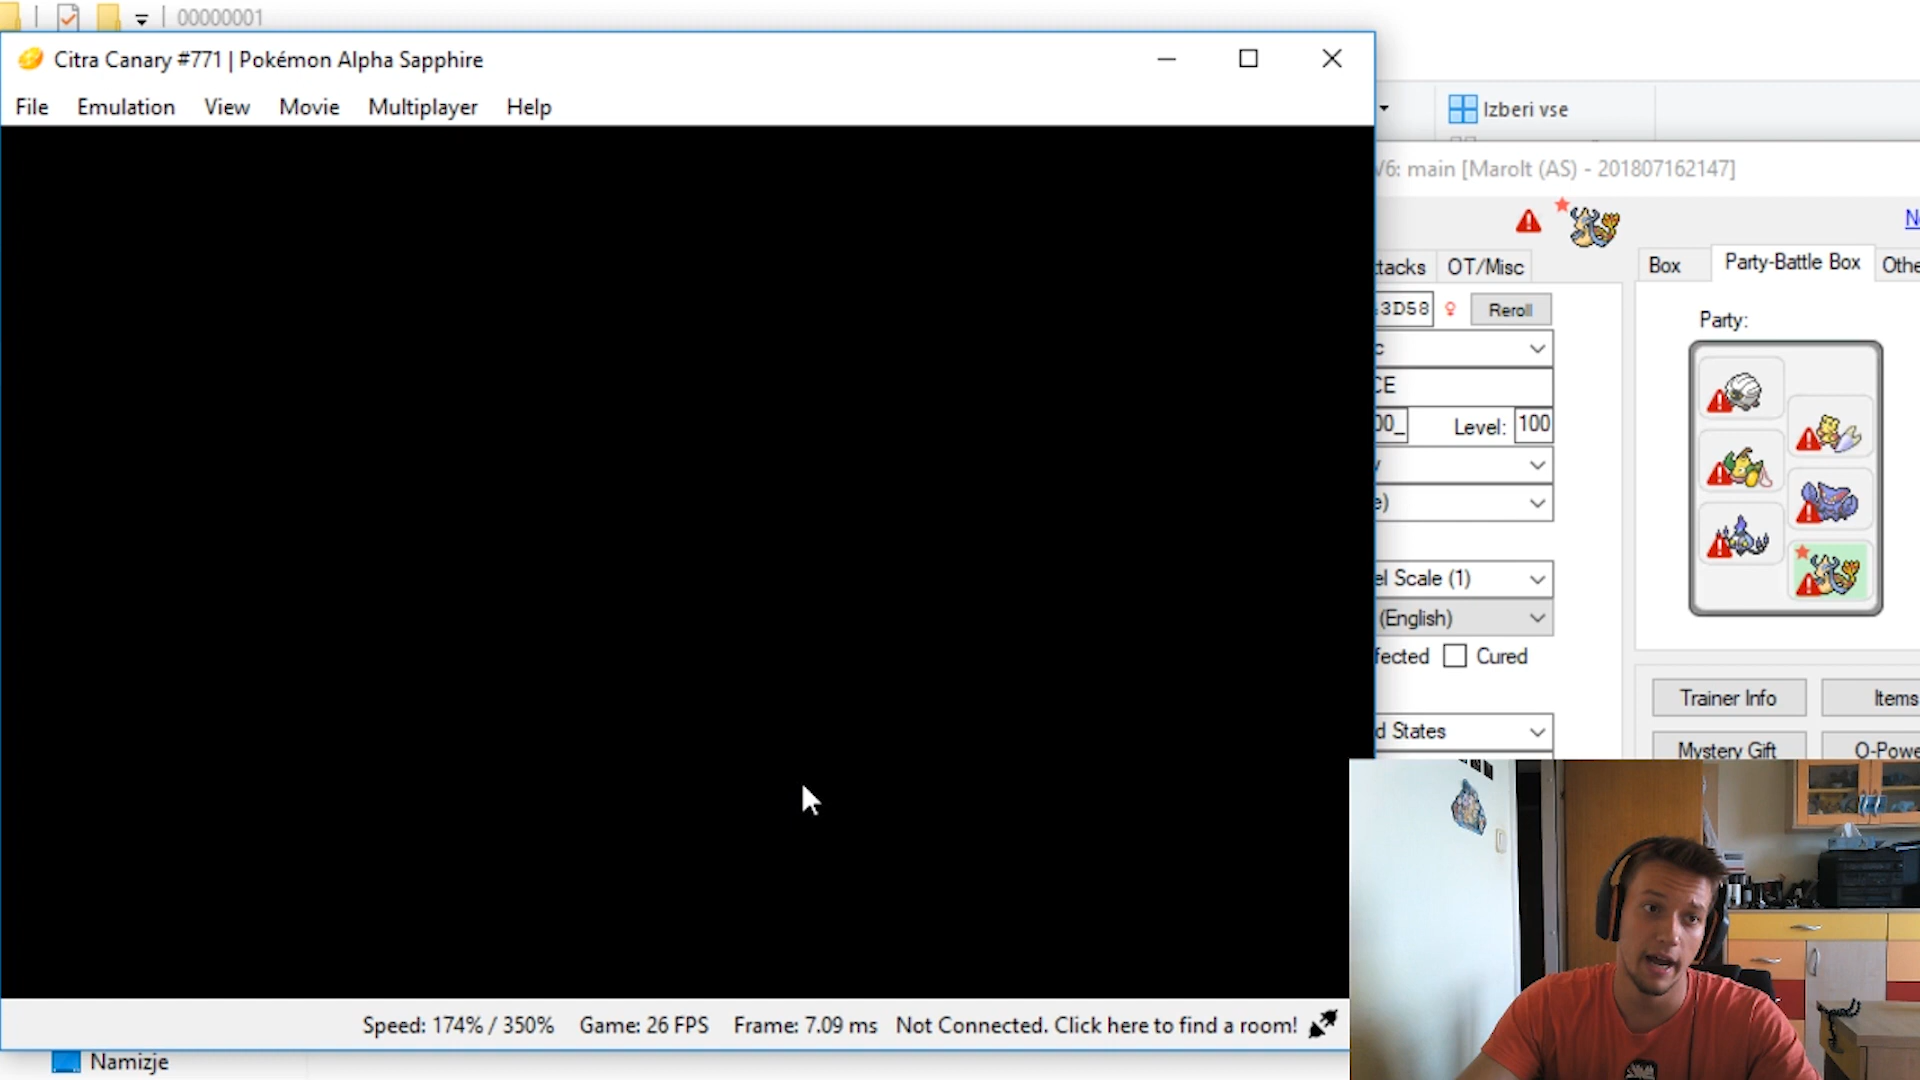 00000001
Citra Canary #771 | Pokémon Alpha Sapphire
File Emulation View Movie Multiplayer Help
Izberi vse
V6: main [Marolt (AS) - 201807162147]
ttacks OT/Misc
Box Party-Battle Box Othe
3D58 Reroll
Party:
CE
00_ Level: 100
el Scale (1)
(English)
fected Cured
Trainer Info Items
d States
Mystery Gift O-Powe
Speed: 174% / 350% Game: 26 FPS Frame: 7.09 ms Not Connected. Click here to find a room!
Namizje